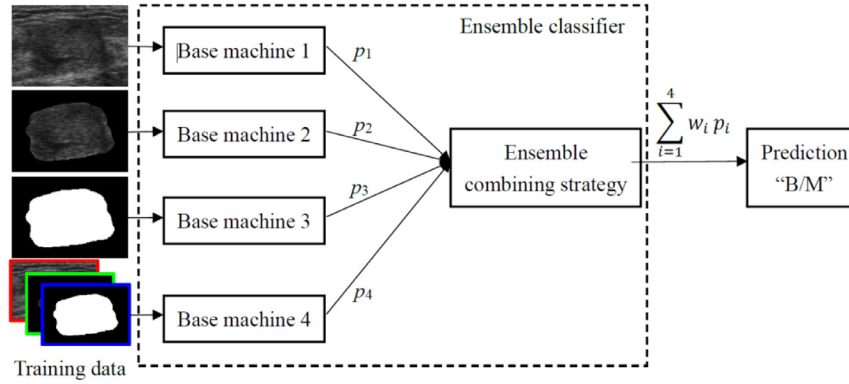 Ensemble classifier
Base machine 1
p₁
Base machine 2
p₂
Base machine 3
p₃
Base machine 4
p₄
Ensemble
combining strategy
4
∑ wᵢ pᵢ
i=1
Prediction
“B/M”
Training data